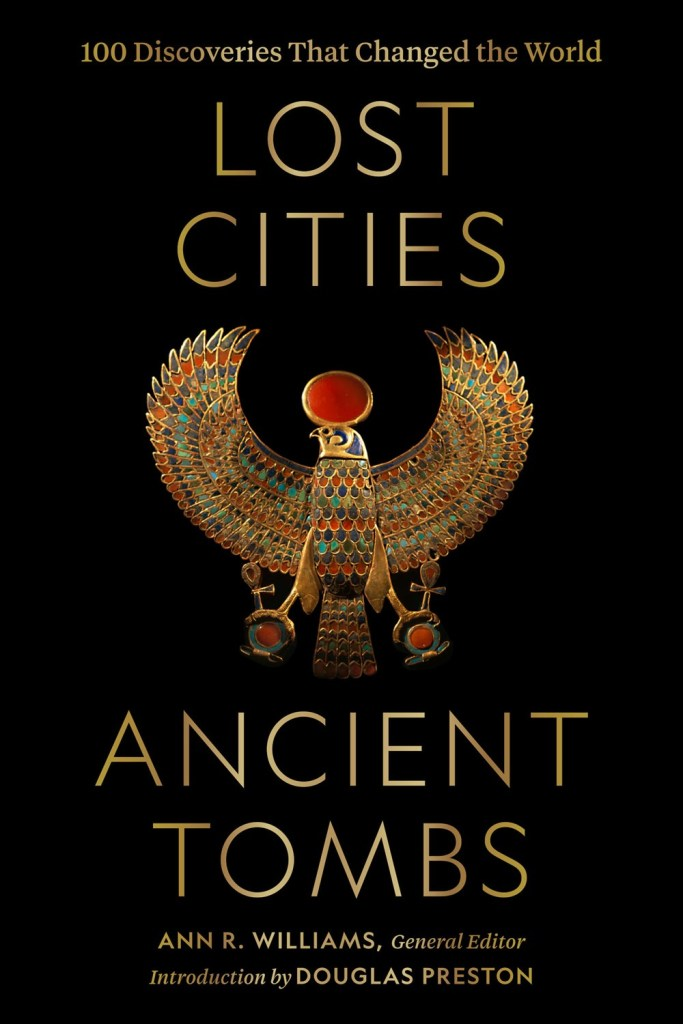 100 Discoveries That Changed the World
LOST
CITIES
ANCIENT
TOMBS
ANN R. WILLIAMS, General Editor
Introduction by DOUGLAS PRESTON